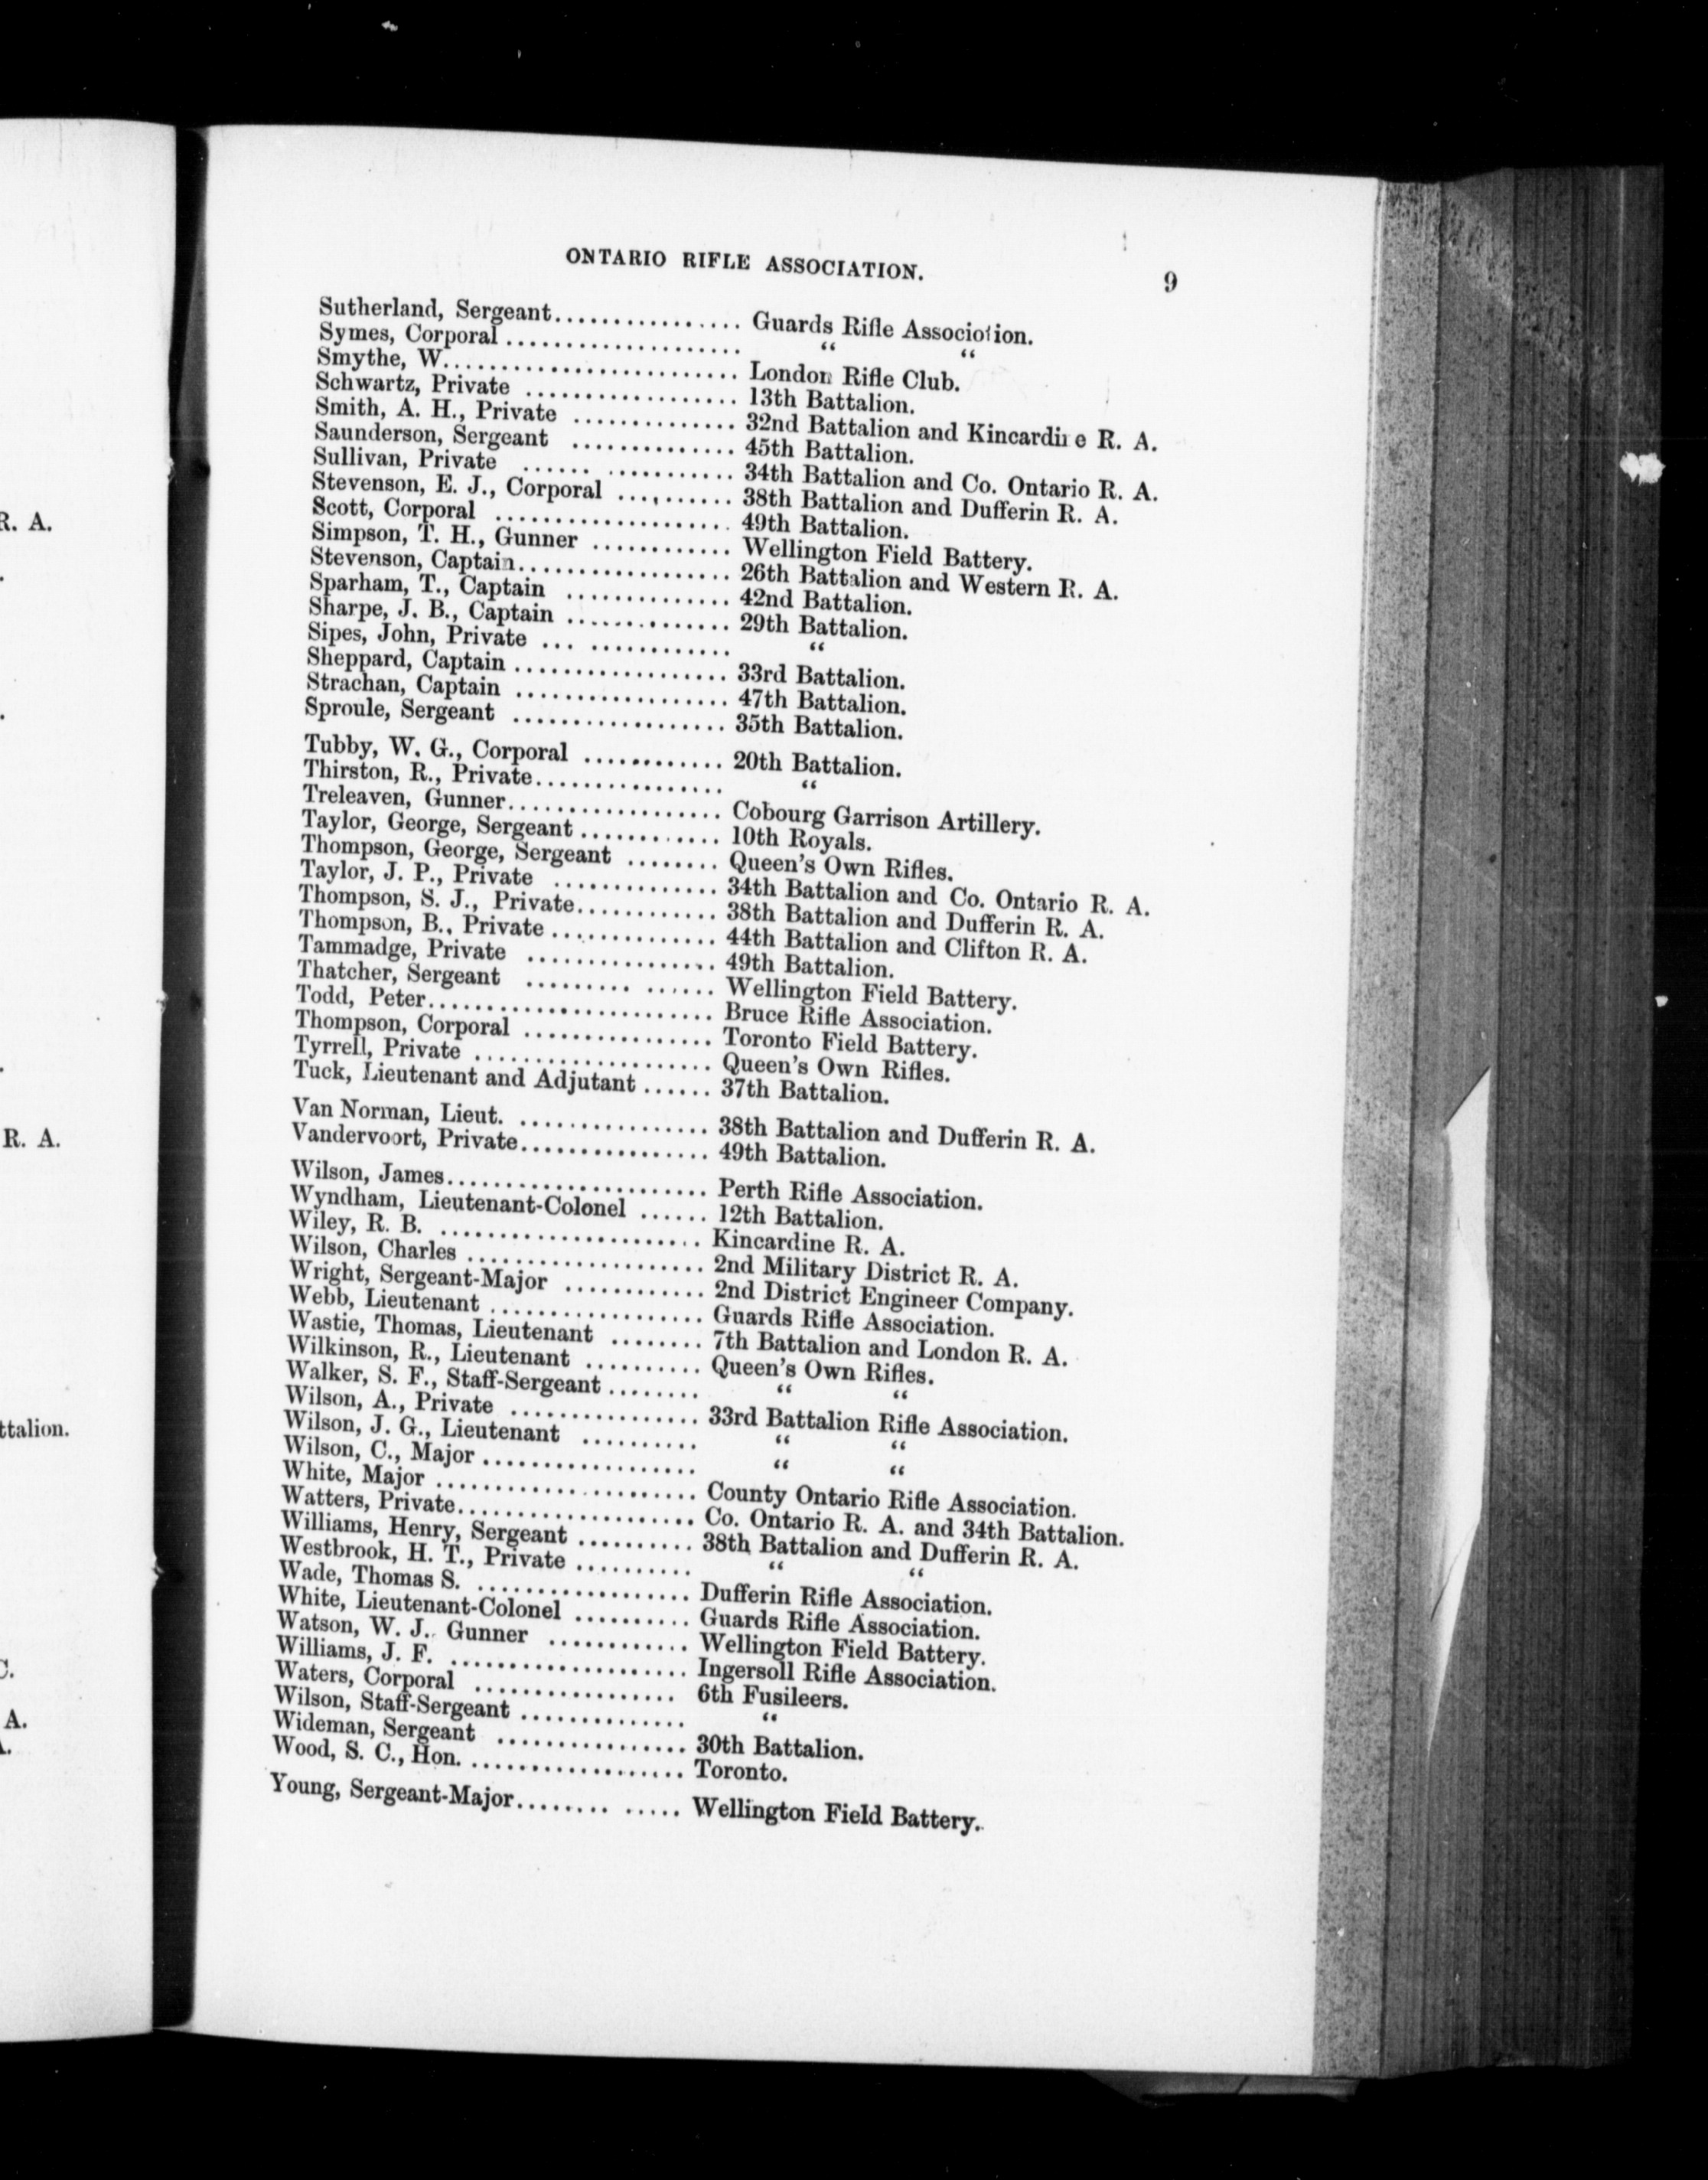 ONTARIO RIFLE ASSOCIATION. 9
Sutherland, Sergeant................ Guards Rifle Association.
Symes, Corporal .................... “ “
Smythe, W.......................... London Rifle Club.
Schwartz, Private .................. 13th Battalion.
Smith, A. H., Private .............. 32nd Battalion and Kincardine R. A.
Saunderson, Sergeant .............. 45th Battalion.
Sullivan, Private ...... ........... 34th Battalion and Co. Ontario R. A.
Stevenson, E. J., Corporal .......... 38th Battalion and Dufferin R. A.
Scott, Corporal .................... 49th Battalion.
Simpson, T. H., Gunner ............ Wellington Field Battery.
Stevenson, Captain.................. 26th Battalion and Western R. A.
Sparham, T., Captain .............. 42nd Battalion.
Sharpe, J. B., Captain .............. 29th Battalion.
Sipes, John, Private ... ............ “
Sheppard, Captain .................. 33rd Battalion.
Strachan, Captain .................. 47th Battalion.
Sproule, Sergeant .................. 35th Battalion.
Tubby, W. G., Corporal ............ 20th Battalion.
Thirston, R., Private................ “
Treleaven, Gunner.................. Cobourg Garrison Artillery.
Taylor, George, Sergeant ............ 10th Royals.
Thompson, George, Sergeant ........ Queen's Own Rifles.
Taylor, J. P., Private .............. 34th Battalion and Co. Ontario R. A.
Thompson, S. J., Private............ 38th Battalion and Dufferin R. A.
Thompson, B., Private .............. 44th Battalion and Clifton R. A.
Tammadge, Private ................ 49th Battalion.
Thatcher, Sergeant ......... ...... Wellington Field Battery.
Todd, Peter........................ Bruce Rifle Association.
Thompson, Corporal ................ Toronto Field Battery.
Tyrrell, Private .................... Queen's Own Rifles.
Tuck, Lieutenant and Adjutant ...... 37th Battalion.
Van Norman, Lieut. ................ 38th Battalion and Dufferin R. A.
Vandervoort, Private................ 49th Battalion.
Wilson, James...................... Perth Rifle Association.
Wyndham, Lieutenant-Colonel ...... 12th Battalion.
Wiley, R. B. ...................... Kincardine R. A.
Wilson, Charles .................... 2nd Military District R. A.
Wright, Sergeant-Major ............ 2nd District Engineer Company.
Webb, Lieutenant .................. Guards Rifle Association.
Wastie, Thomas, Lieutenant ........ 7th Battalion and London R. A.
Wilkinson, R., Lieutenant .......... Queen's Own Rifles.
Walker, S. F., Staff-Sergeant ........ “ “
Wilson, A., Private ................ 33rd Battalion Rifle Association.
Wilson, J. G., Lieutenant .......... “ “
Wilson, C., Major .................. “ “
White, Major ...................... County Ontario Rifle Association.
Watters, Private.................... Co. Ontario R. A. and 34th Battalion.
Williams, Henry, Sergeant .......... 38th Battalion and Dufferin R. A.
Westbrook, H. T., Private .......... “ “
Wade, Thomas S. .................. Dufferin Rifle Association.
White, Lieutenant-Colonel .......... Guards Rifle Association.
Watson, W. J., Gunner ............ Wellington Field Battery.
Williams, J. F. .................... Ingersoll Rifle Association.
Waters, Corporal ................. 6th Fusileers.
Wilson, Staff-Sergeant .............. “
Wideman, Sergeant ................ 30th Battalion.
Wood, S. C., Hon. .................. Toronto.
Young, Sergeant-Major........ ..... Wellington Field Battery.
R. A.
R. A.
ttalion.
C.
A.